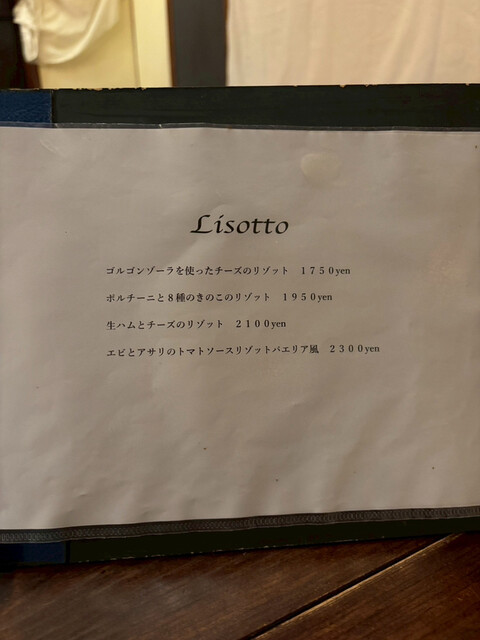 Lisotto
ゴルゴンゾーラを使ったチーズのリゾット　１７５０yen
ポルチーニと８種のきのこのリゾット　１９５０yen
生ハムとチーズのリゾット　２１００yen
エビとアサリのトマトソースリゾットパエリア風　２３００yen